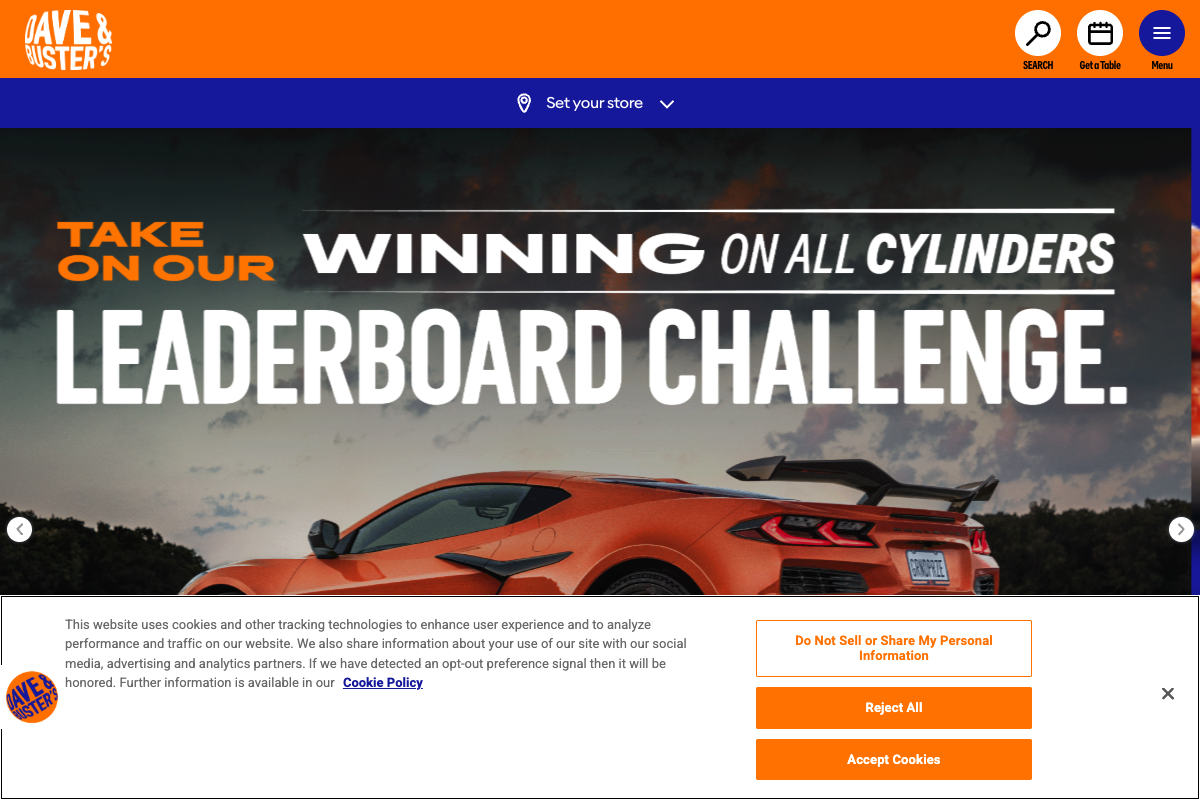 DAVE &
BUSTER'S
SEARCH
Get a Table
Menu
Set your store
TAKE
ON OUR
WINNING ON ALL CYLINDERS
LEADERBOARD CHALLENGE.
GRNDPRZE
This website uses cookies and other tracking technologies to enhance user experience and to analyze
performance and traffic on our website. We also share information about your use of our site with our social
media, advertising and analytics partners. If we have detected an opt-out preference signal then it will be
honored. Further information is available in our Cookie Policy
DAVE &
BUSTER'S
Do Not Sell or Share My Personal
Information
Reject All
Accept Cookies